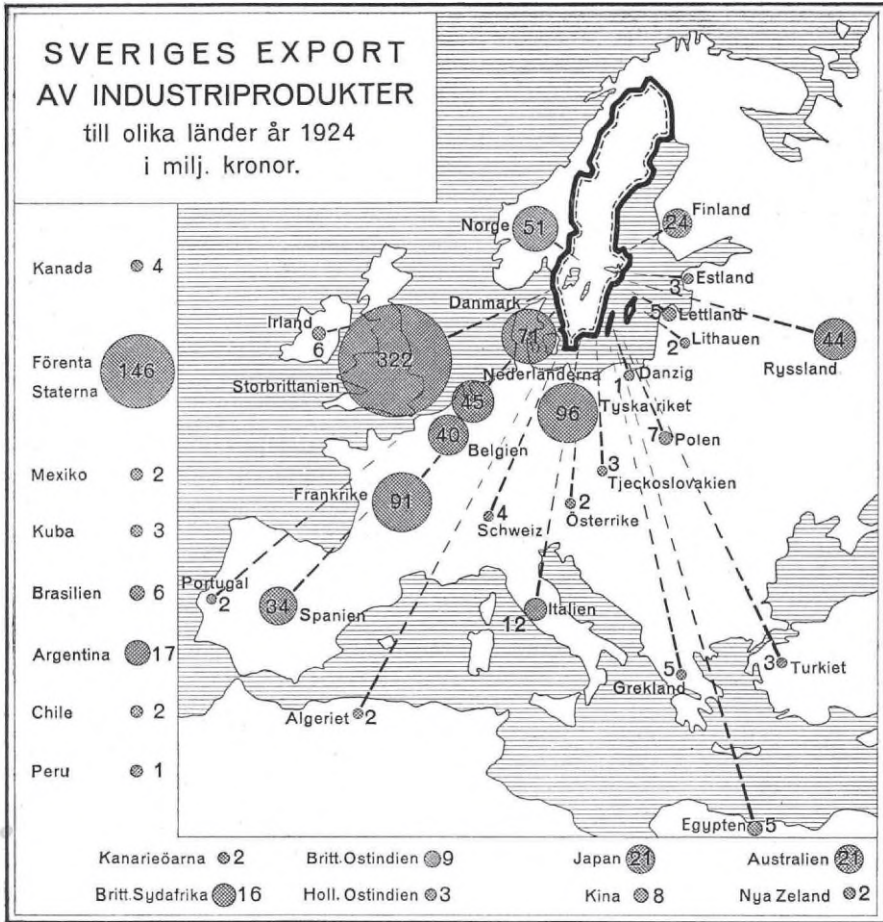 SVERIGES EXPORT
AV INDUSTRIPRODUKTER
till olika länder år 1924
i milj. kronor.
Kanada 4
Förenta
Staterna
146
Mexiko 2
Kuba 3
Brasilien 6
Argentina 17
Chile 2
Peru 1
Norge 51
Finland
24
Estland
3
Danmark
71
Lettland
5
Irland
6
Lithauen
2
Storbrittanien
322
Ryssland
44
Nederländerna
45
Danzig
1
Tyska riket
96
Belgien
40
Polen
7
Tjeckoslovakien
3
Frankrike
91
Schweiz
4
Österrike
2
Portugal
2
Spanien
34
Italien
12
Grekland
5
Turkiet
3
Algeriet 2
Egypten 5
Kanarieöarna 2
Britt. Ostindien 9
Japan 21
Australien 21
Britt. Sydafrika 16
Holl. Ostindien 3
Kina 8
Nya Zeland 2